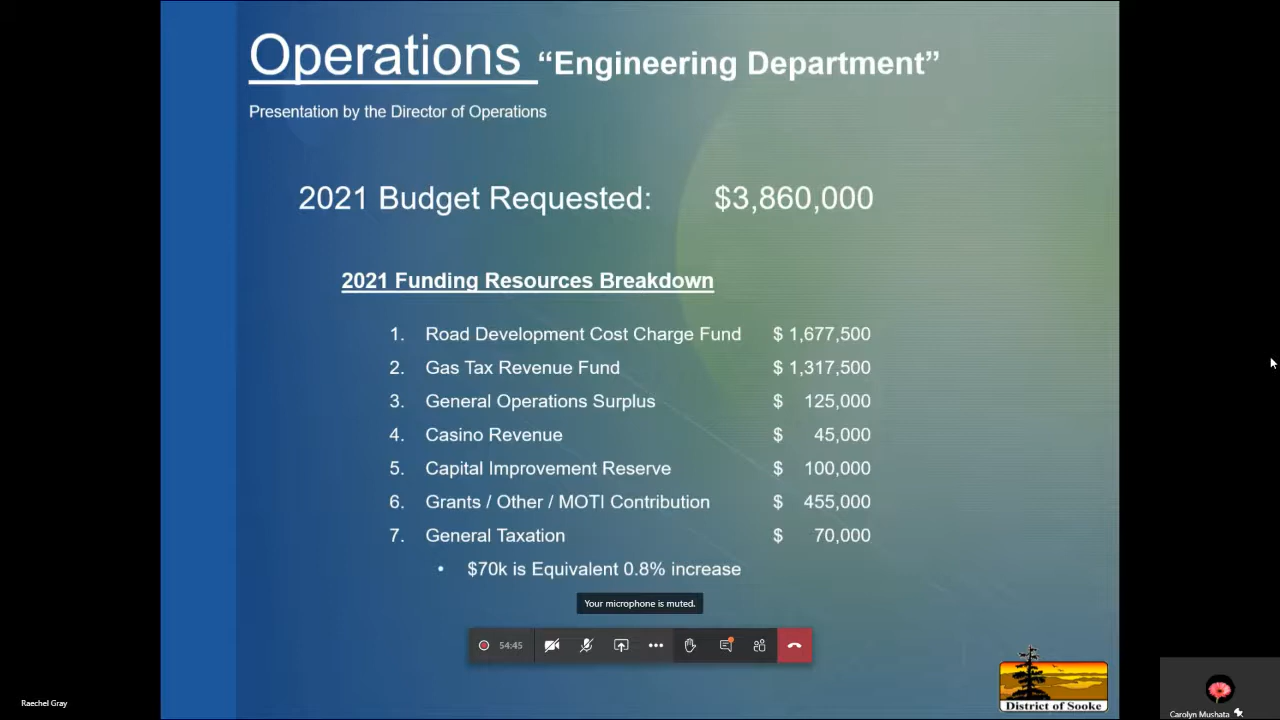 Operations "Engineering Department"
Presentation by the Director of Operations
2021 Budget Requested: $3,860,000
2021 Funding Resources Breakdown
1. Road Development Cost Charge Fund $ 1,677,500
2. Gas Tax Revenue Fund $ 1,317,500
3. General Operations Surplus $ 125,000
4. Casino Revenue $ 45,000
5. Capital Improvement Reserve $ 100,000
6. Grants / Other / MOTI Contribution $ 455,000
7. General Taxation $ 70,000
• $70k is Equivalent 0.8% increase
Your microphone is muted.
54:45
District of Sooke
Raechel Gray
Carolyn Mushata